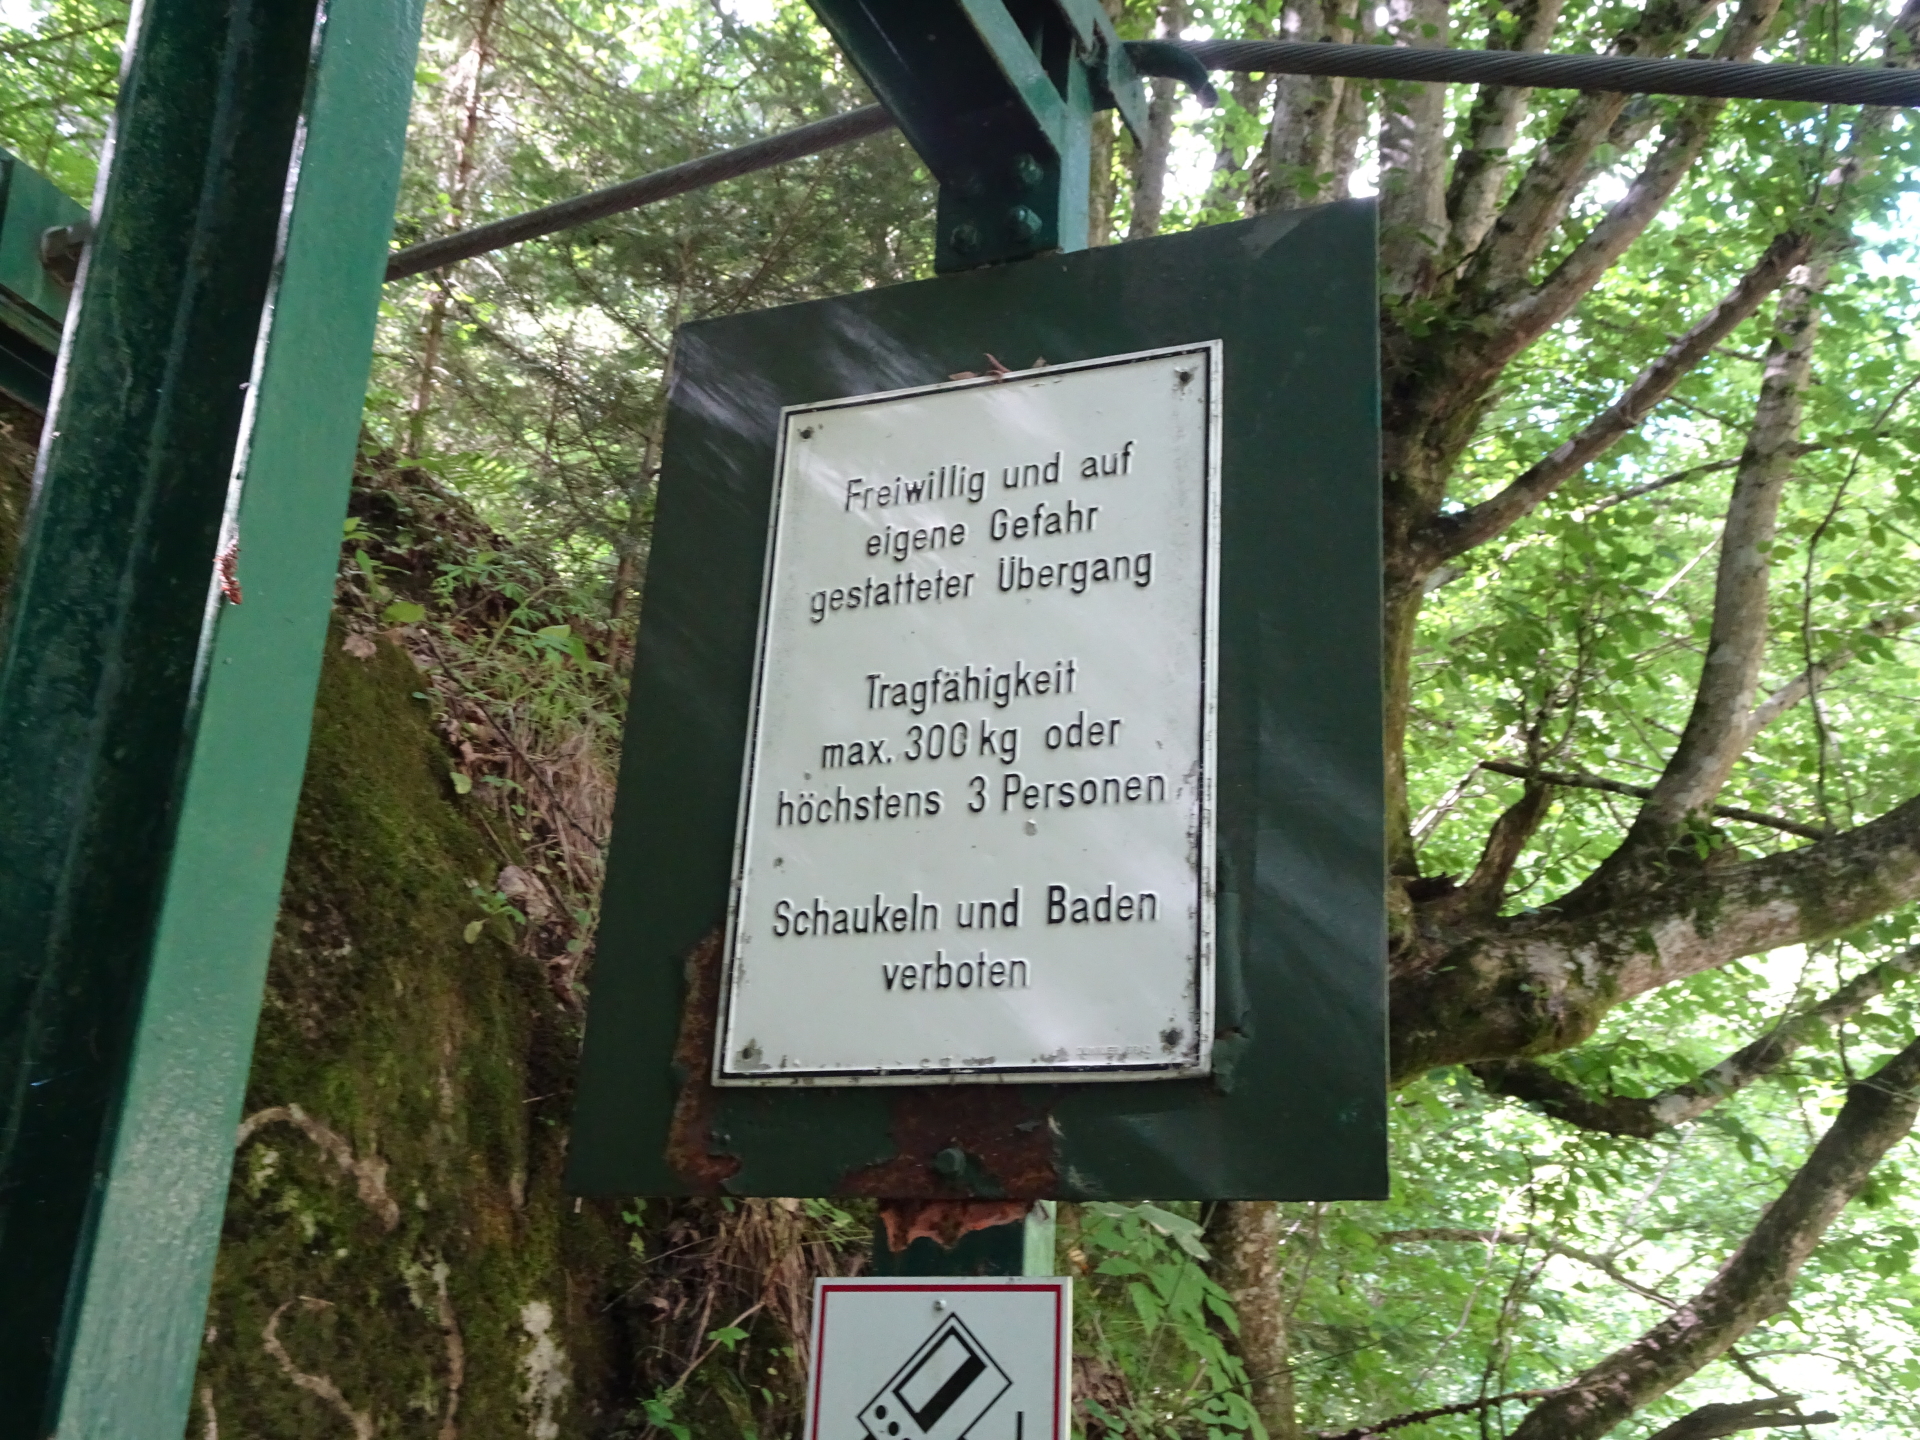 Freiwillig und auf
eigene Gefahr
gestatteter Übergang
Tragfähigkeit
max. 300 kg oder
höchstens 3 Personen
Schaukeln und Baden
verboten